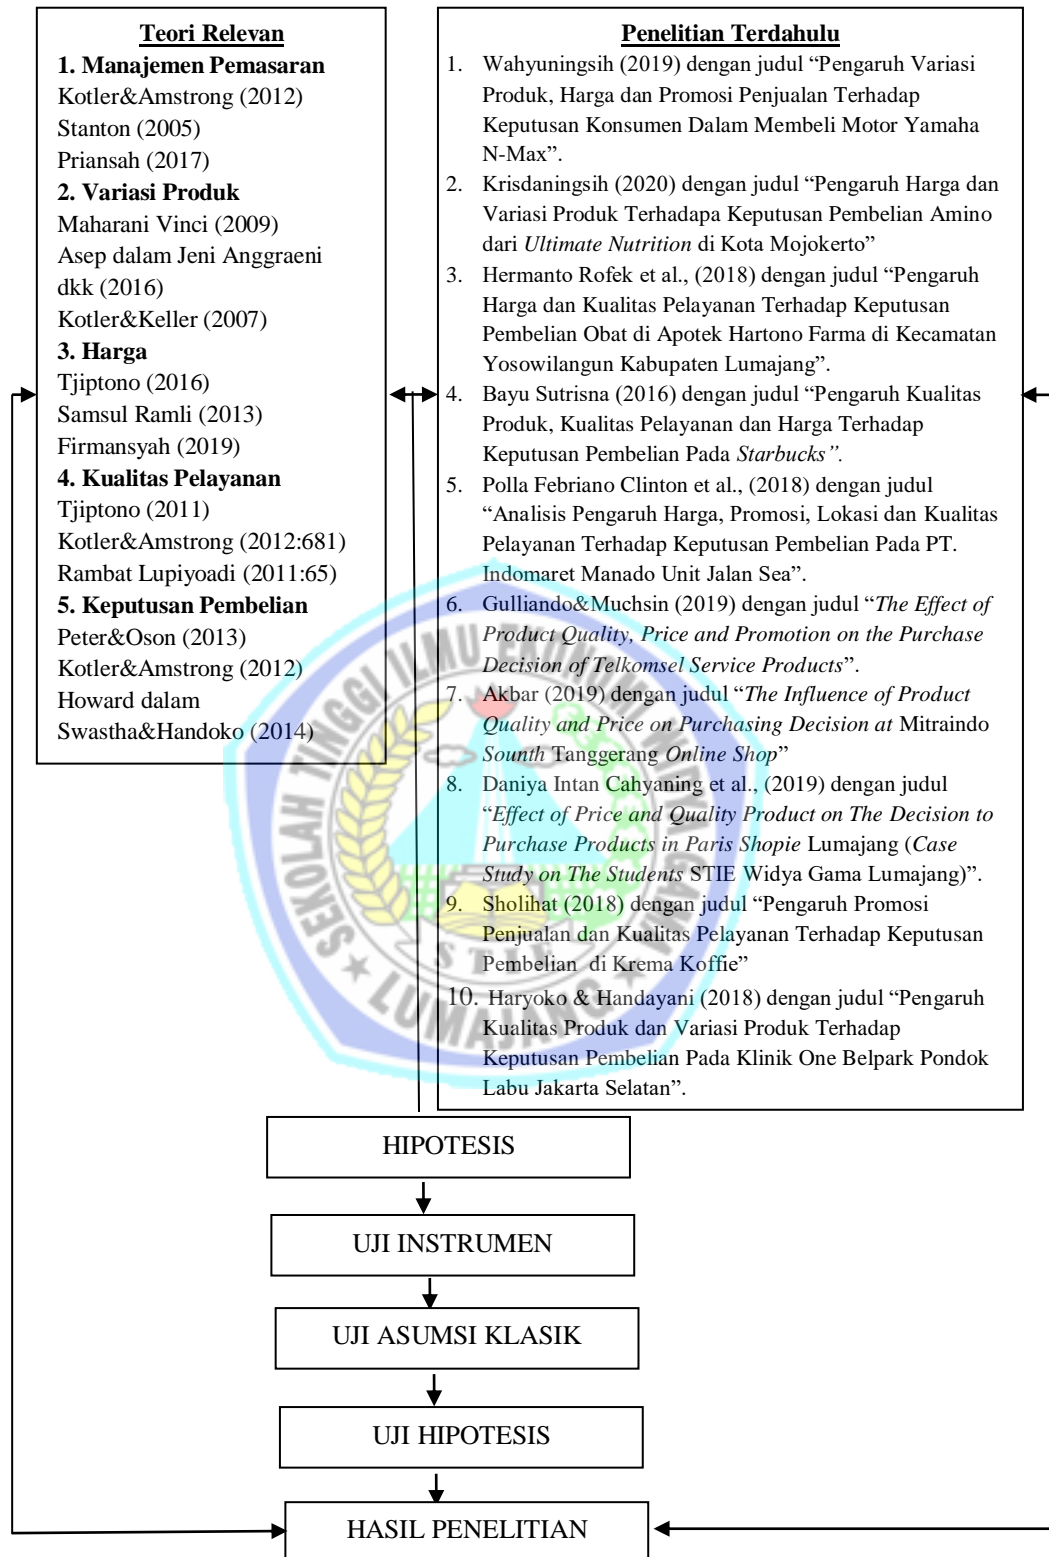 Teori Relevan
1. Manajemen Pemasaran
Kotler&Amstrong (2012)
Stanton (2005)
Priansah (2017)
2. Variasi Produk
Maharani Vinci (2009)
Asep dalam Jeni Anggraeni
dkk (2016)
Kotler&Keller (2007)
3. Harga
Tjiptono (2016)
Samsul Ramli (2013)
Firmansyah (2019)
4. Kualitas Pelayanan
Tjiptono (2011)
Kotler&Amstrong (2012:681)
Rambat Lupiyoadi (2011:65)
5. Keputusan Pembelian
Peter&Oson (2013)
Kotler&Amstrong (2012)
Howard dalam
Swastha&Handoko (2014)
Penelitian Terdahulu
1. Wahyuningsih (2019) dengan judul “Pengaruh Variasi
Produk, Harga dan Promosi Penjualan Terhadap
Keputusan Konsumen Dalam Membeli Motor Yamaha
N-Max”.
2. Krisdaningsih (2020) dengan judul “Pengaruh Harga dan
Variasi Produk Terhadapa Keputusan Pembelian Amino
dari Ultimate Nutrition di Kota Mojokerto”
3. Hermanto Rofek et al., (2018) dengan judul “Pengaruh
Harga dan Kualitas Pelayanan Terhadap Keputusan
Pembelian Obat di Apotek Hartono Farma di Kecamatan
Yosowilangun Kabupaten Lumajang”.
4. Bayu Sutrisna (2016) dengan judul “Pengaruh Kualitas
Produk, Kualitas Pelayanan dan Harga Terhadap
Keputusan Pembelian Pada Starbucks”.
5. Polla Febriano Clinton et al., (2018) dengan judul
“Analisis Pengaruh Harga, Promosi, Lokasi dan Kualitas
Pelayanan Terhadap Keputusan Pembelian Pada PT.
Indomaret Manado Unit Jalan Sea”.
6. Gulliando&Muchsin (2019) dengan judul “The Effect of
Product Quality, Price and Promotion on the Purchase
Decision of Telkomsel Service Products”.
7. Akbar (2019) dengan judul “The Influence of Product
Quality and Price on Purchasing Decision at Mitraindo
Sounth Tanggerang Online Shop”
8. Daniya Intan Cahyaning et al., (2019) dengan judul
“Effect of Price and Quality Product on The Decision to
Purchase Products in Paris Shopie Lumajang (Case
Study on The Students STIE Widya Gama Lumajang)”.
9. Sholihat (2018) dengan judul “Pengaruh Promosi
Penjualan dan Kualitas Pelayanan Terhadap Keputusan
Pembelian di Krema Koffie”
10. Haryoko & Handayani (2018) dengan judul “Pengaruh
Kualitas Produk dan Variasi Produk Terhadap
Keputusan Pembelian Pada Klinik One Belpark Pondok
Labu Jakarta Selatan”.
SEKOLAH TINGGI ILMU EKONOMI
GAMA
STIE
LUMAJANG
HIPOTESIS
UJI INSTRUMEN
UJI ASUMSI KLASIK
UJI HIPOTESIS
HASIL PENELITIAN